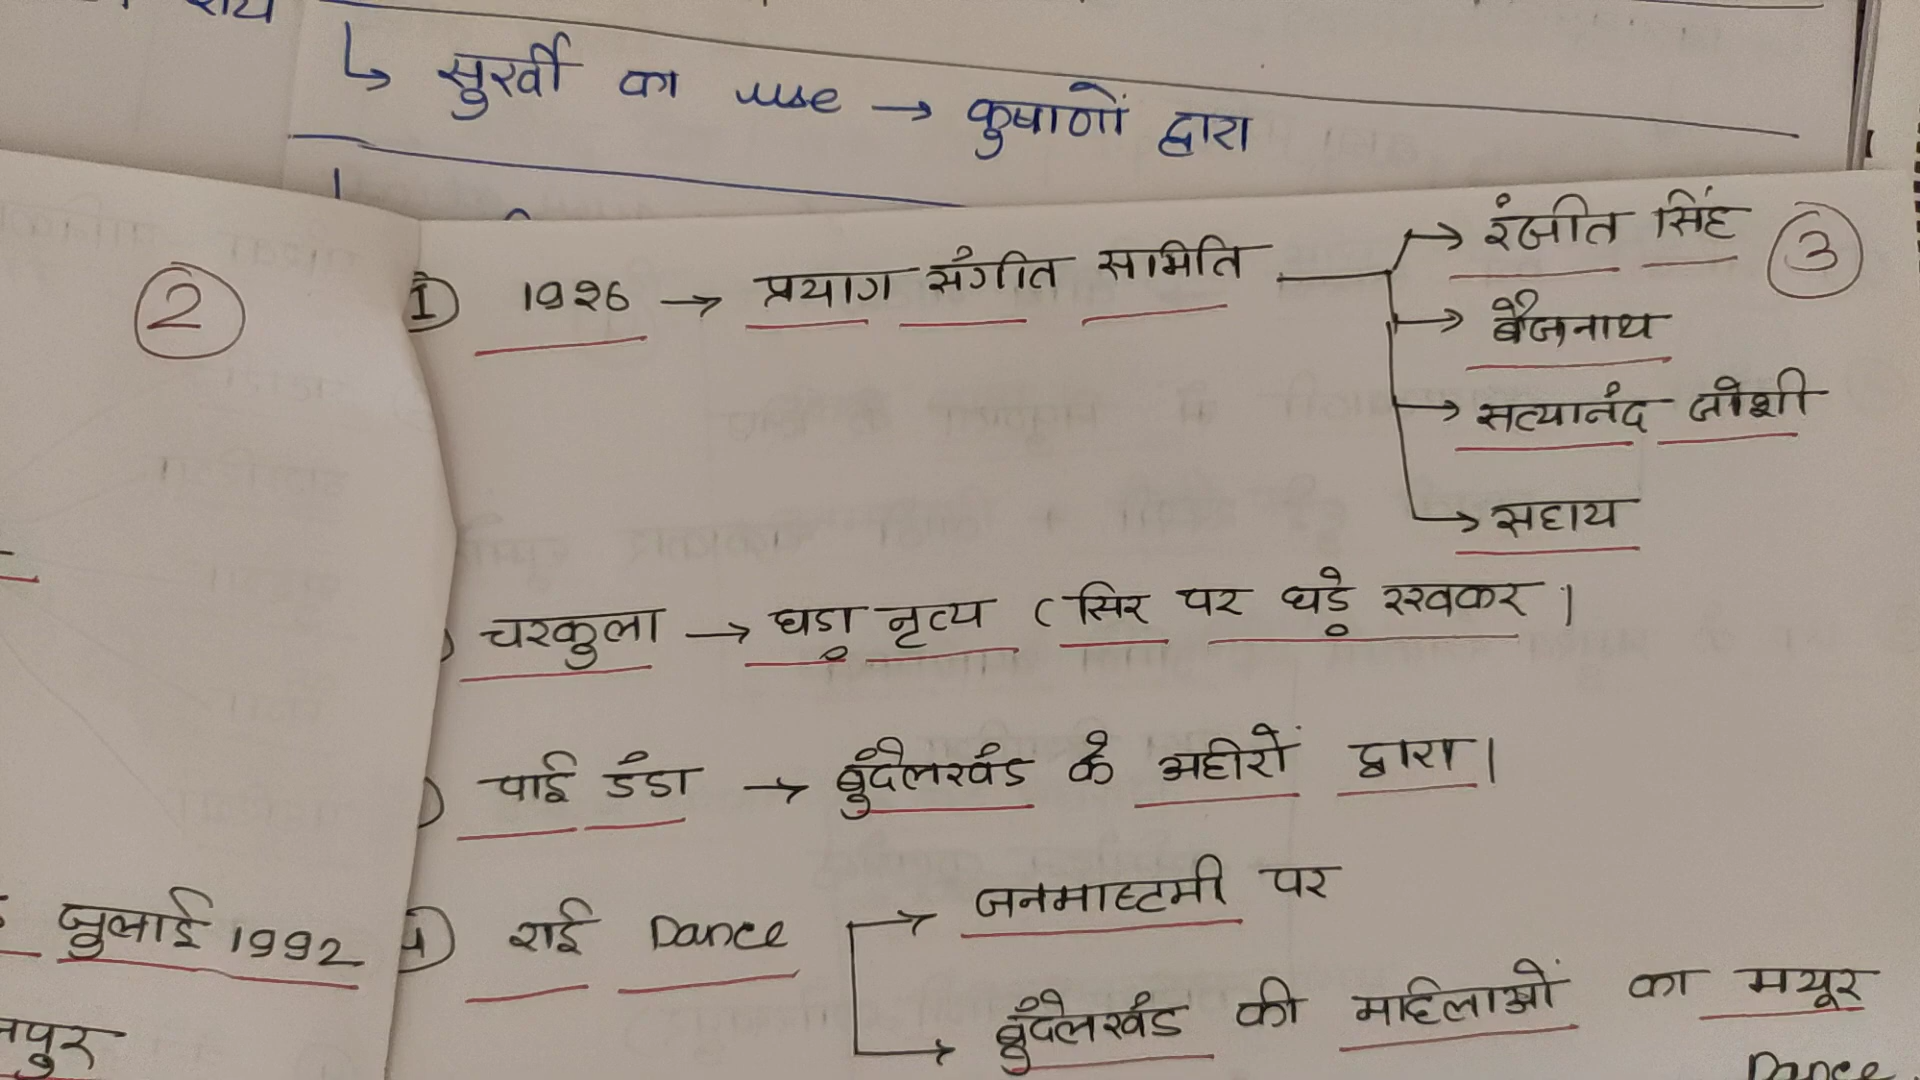 राय
↳ सुर्खी का use → कुषाणों द्वारा
②
③
① 1926 → प्रयाग संगीत समिति → रंजीत सिंह
→ बैजनाथ
→ सत्यानंद जोशी
→ सहाय
चरकुला → घड़ा नृत्य ( सिर पर घड़े रखकर ।
पाई डंडा → बुंदेलखंड के अहीरों द्वारा ।
जुलाई 1992
④ राई Dance → जनमाष्टमी पर
→ बुंदेलखंड की महिलाओं का मयूर
Dance